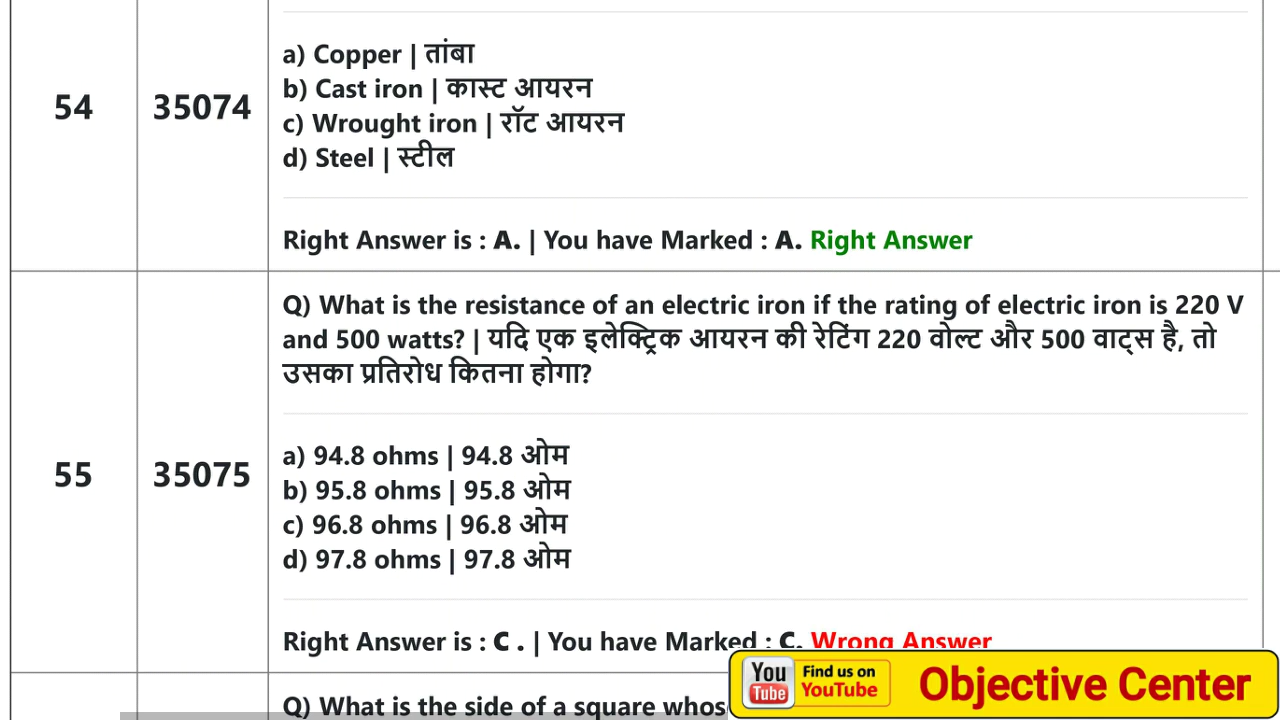 a) Copper | तांबा
b) Cast iron | कास्ट आयरन
54
35074
c) Wrought iron | रॉट आयरन
d) Steel | स्टील
Right Answer is : A. | You have Marked : A. Right Answer
Q) What is the resistance of an electric iron if the rating of electric iron is 220 V
and 500 watts? | यदि एक इलेक्ट्रिक आयरन की रेटिंग 220 वोल्ट और 500 वाट्स है, तो
उसका प्रतिरोध कितना होगा?
55
35075
a) 94.8 ohms | 94.8 ओम
b) 95.8 ohms | 95.8 ओम
c) 96.8 ohms | 96.8 ओम
d) 97.8 ohms | 97.8 ओम
Right Answer is : C . | You have Marked : C. Wrong Answer
Q) What is the side of a square
You Tube
Find us on
YouTube
Objective Center